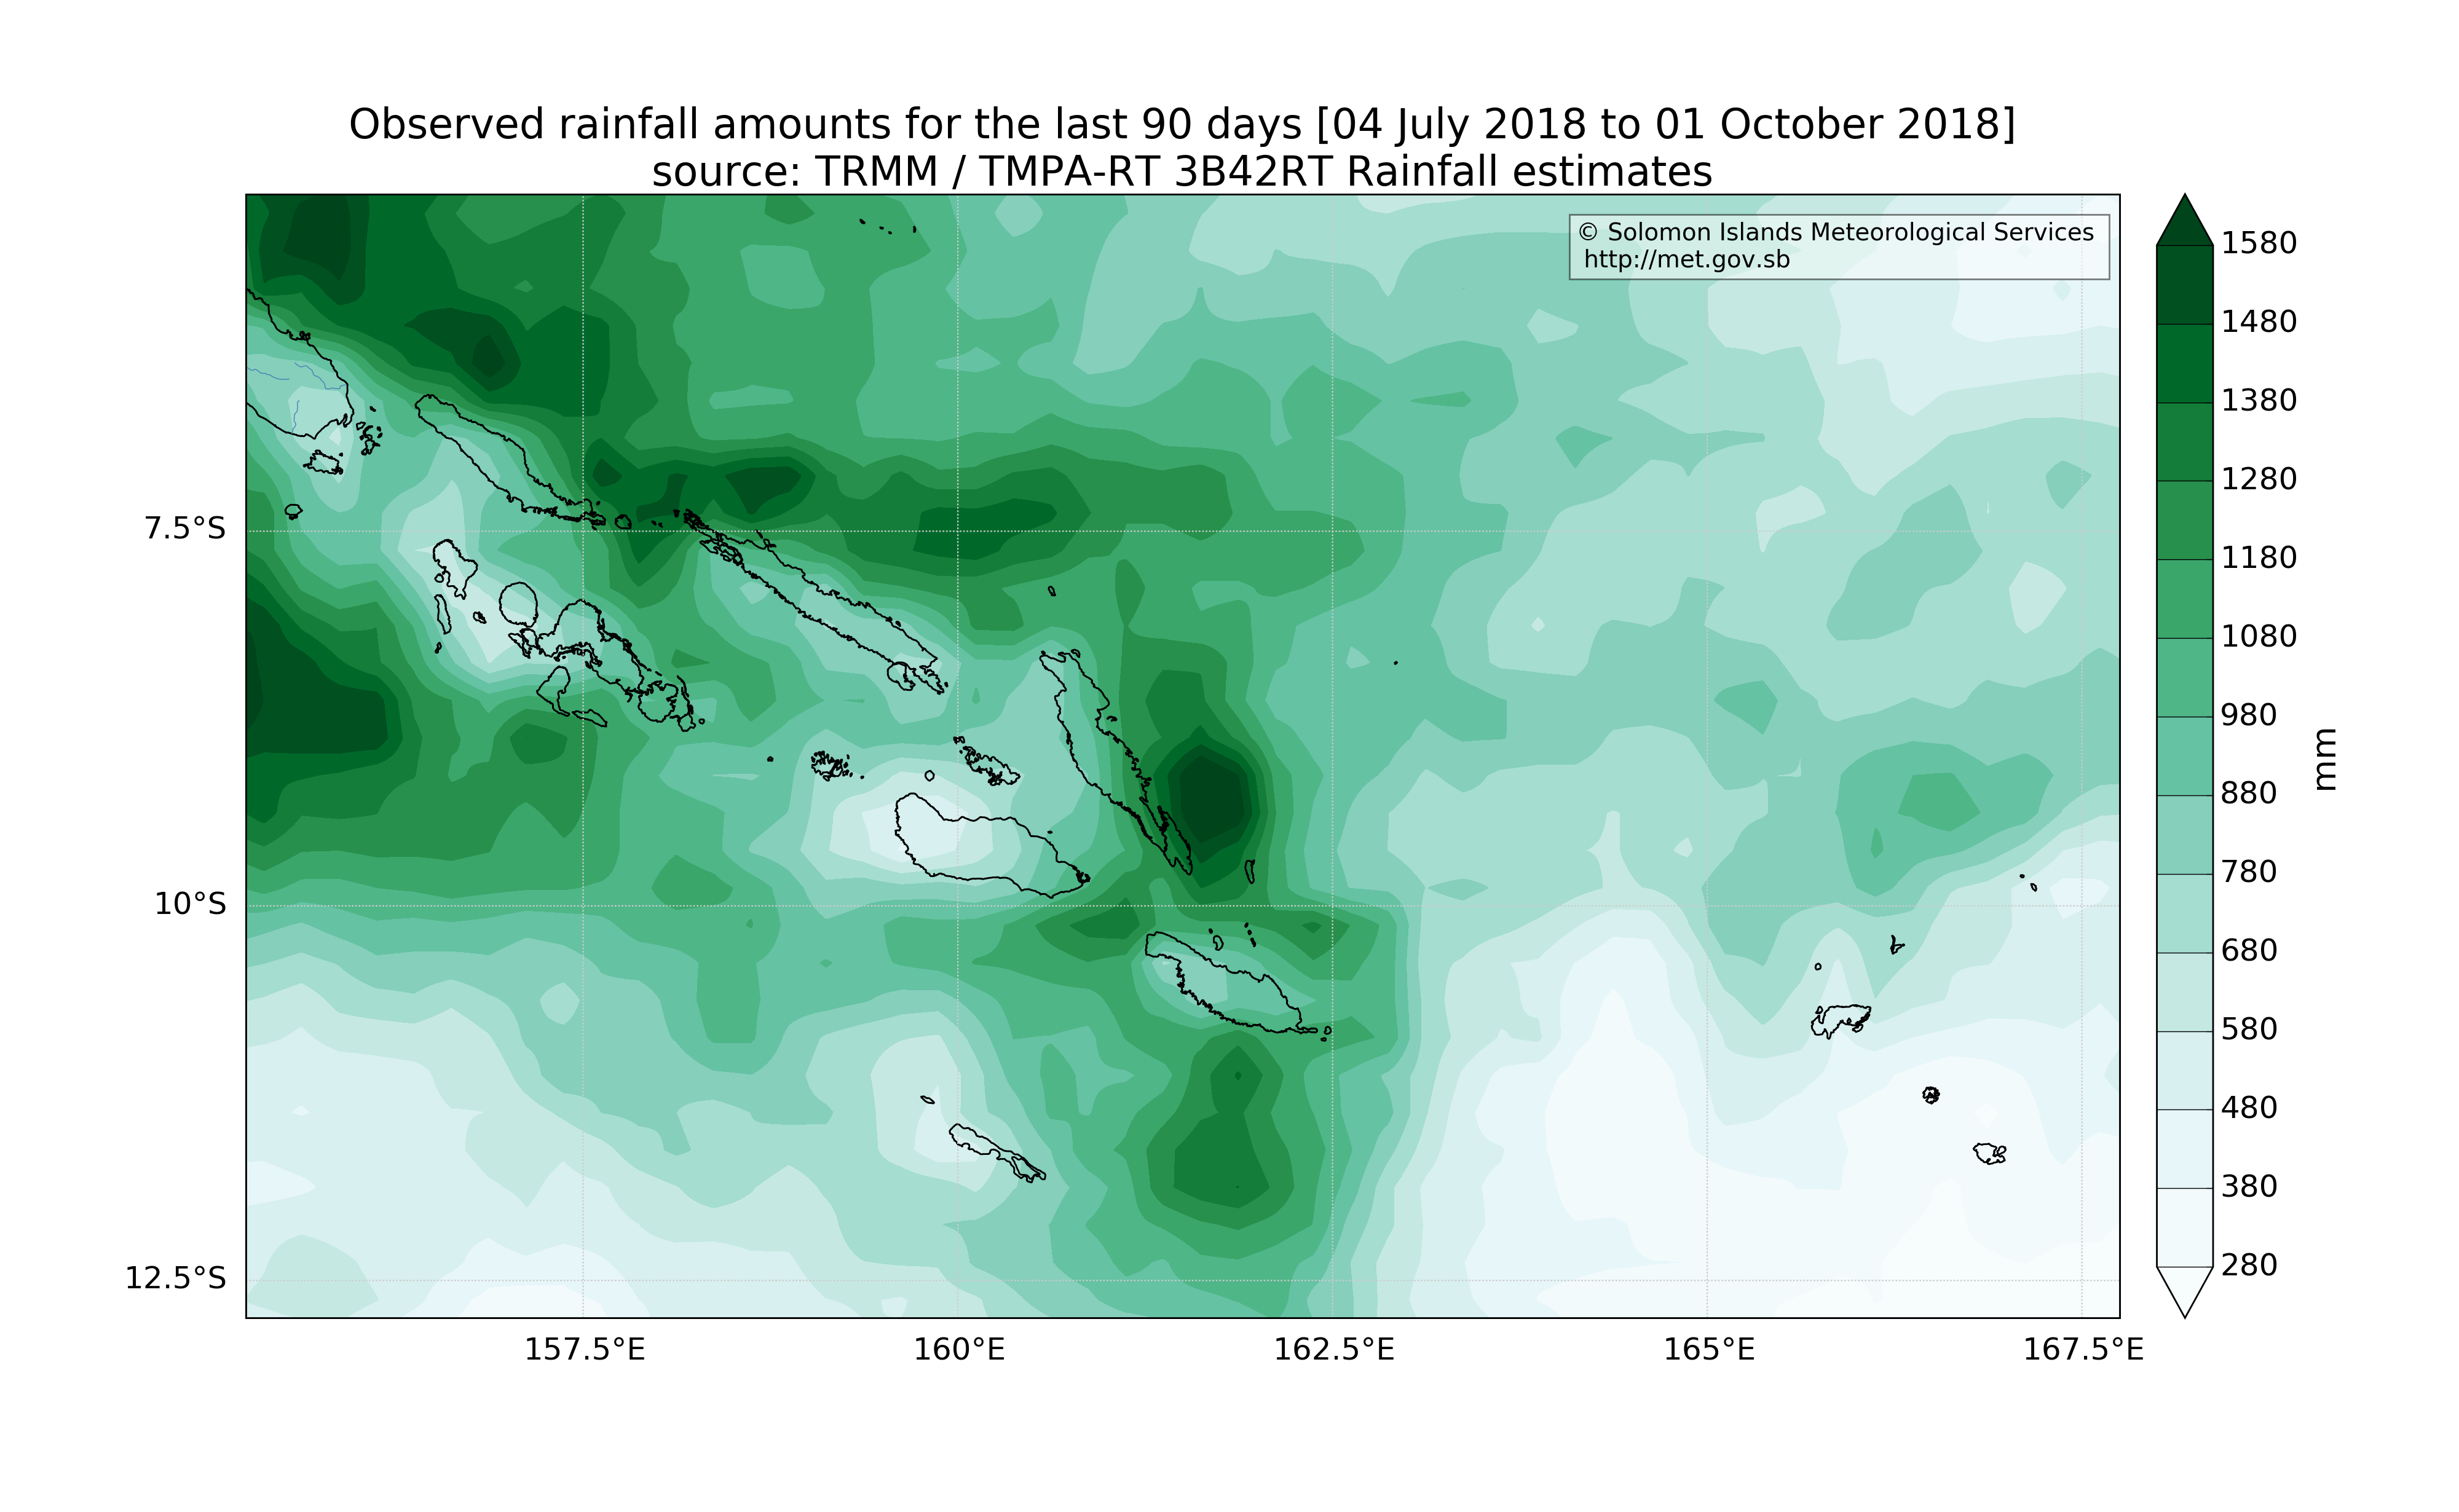 Observed rainfall amounts for the last 90 days [04 July 2018 to 01 October 2018]
source: TRMM / TMPA-RT 3B42RT Rainfall estimates
© Solomon Islands Meteorological Services
http://met.gov.sb
7.5°S
10°S
12.5°S
157.5°E
160°E
162.5°E
165°E
167.5°E
1580
1480
1380
1280
1180
1080
980
880
780
680
580
480
380
280
mm